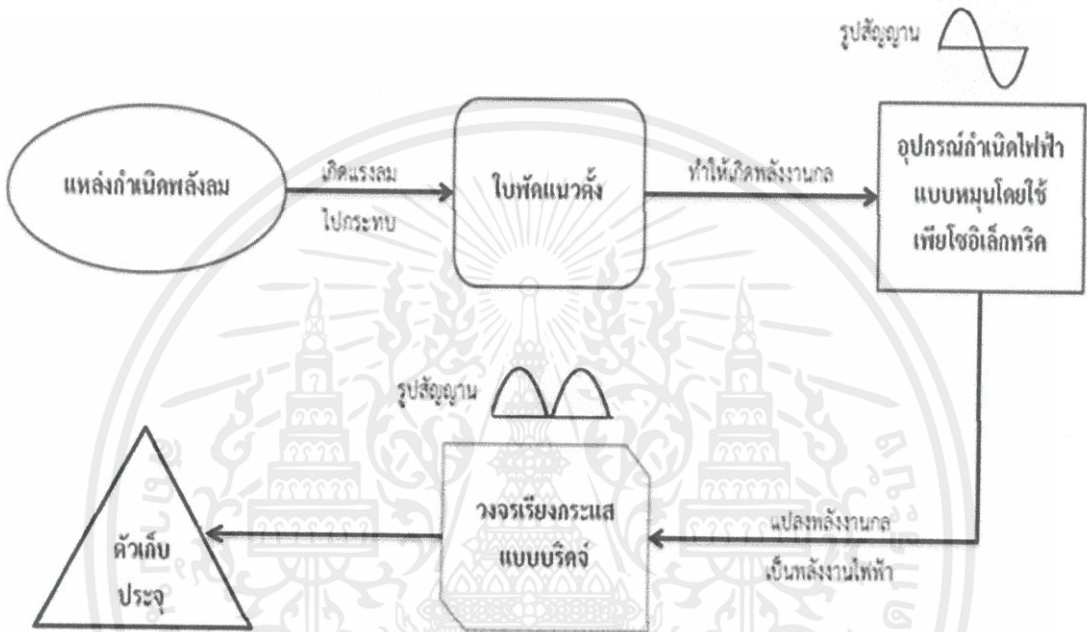 รูปสัญญาน
แหล่งกำเนิดพลังลม
เกิดแรงลม
ไปกระทบ
ใบพัดแนวตั้ง
ทำให้เกิดพลังงานกล
อุปกรณ์กำเนิดไฟฟ้า
แบบหมุนโดยใช้
เพียโซอิเล็กทริค
รูปสัญญาน
แปลงพลังงานกล
เป็นพลังงานไฟฟ้า
วงจรเรียงกระแส
แบบบริดจ์
ตัวเก็บ
ประจุ